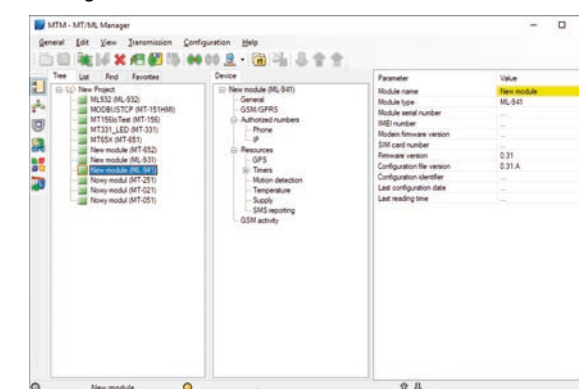 MTM - MT/ML Manager
General Edit View Transmission Configuration Help
Tree List Find Favorites
New Project
ML932 (ML-932)
MODBUSTCP (MT-151HMI)
MT156IoTest (MT-156)
MT331_LED (MT-331)
MT65X (MT-651)
New module (MT-652)
New module (ML-931)
New module (ML-941)
Nowy moduł (MT-251)
Nowy moduł (MT-021)
Nowy moduł (MT-051)
Device
New module (ML-941)
General
GSM/GPRS
Authorized numbers
Phone
IP
Resources
GPS
Timers
Motion detection
Temperature
Supply
SMS reporting
GSM activity
Parameter Value
Module name New module
Module type ML-941
Module serial number ...
IMEI number ...
Modem firmware version ...
SIM card number ...
Firmware version 0.31
Configuration file version 0.31.A
Configuration identifier ...
Last configuration date ...
Last reading time ...
New module